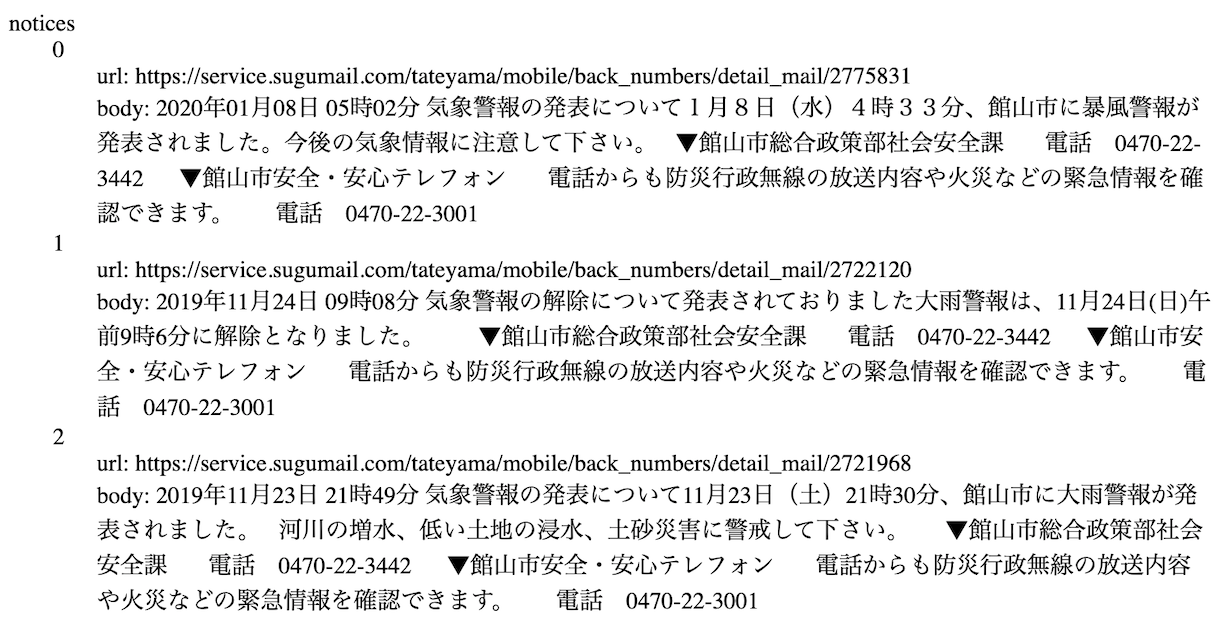 notices
0
url: https://service.sugumail.com/tateyama/mobile/back_numbers/detail_mail/2775831
body: 2020年01月08日 05時02分 気象警報の発表について１月８日（水）４時３３分、館山市に暴風警報が
発表されました。今後の気象情報に注意して下さい。　▼館山市総合政策部社会安全課　 電話　0470-22-
3442　 ▼館山市安全・安心テレフォン　 電話からも防災行政無線の放送内容や火災などの緊急情報を確
認できます。　 電話　0470-22-3001
1
url: https://service.sugumail.com/tateyama/mobile/back_numbers/detail_mail/2722120
body: 2019年11月24日 09時08分 気象警報の解除について発表されておりました大雨警報は、11月24日(日)午
前9時6分に解除となりました。　　▼館山市総合政策部社会安全課　 電話　0470-22-3442　 ▼館山市安
全・安心テレフォン　 電話からも防災行政無線の放送内容や火災などの緊急情報を確認できます。　 電
話　0470-22-3001
2
url: https://service.sugumail.com/tateyama/mobile/back_numbers/detail_mail/2721968
body: 2019年11月23日 21時49分 気象警報の発表について11月23日（土）21時30分、館山市に大雨警報が発
表されました。　河川の増水、低い土地の浸水、土砂災害に警戒して下さい。　 ▼館山市総合政策部社会
安全課　 電話　0470-22-3442　 ▼館山市安全・安心テレフォン　 電話からも防災行政無線の放送内容
や火災などの緊急情報を確認できます。　 電話　0470-22-3001